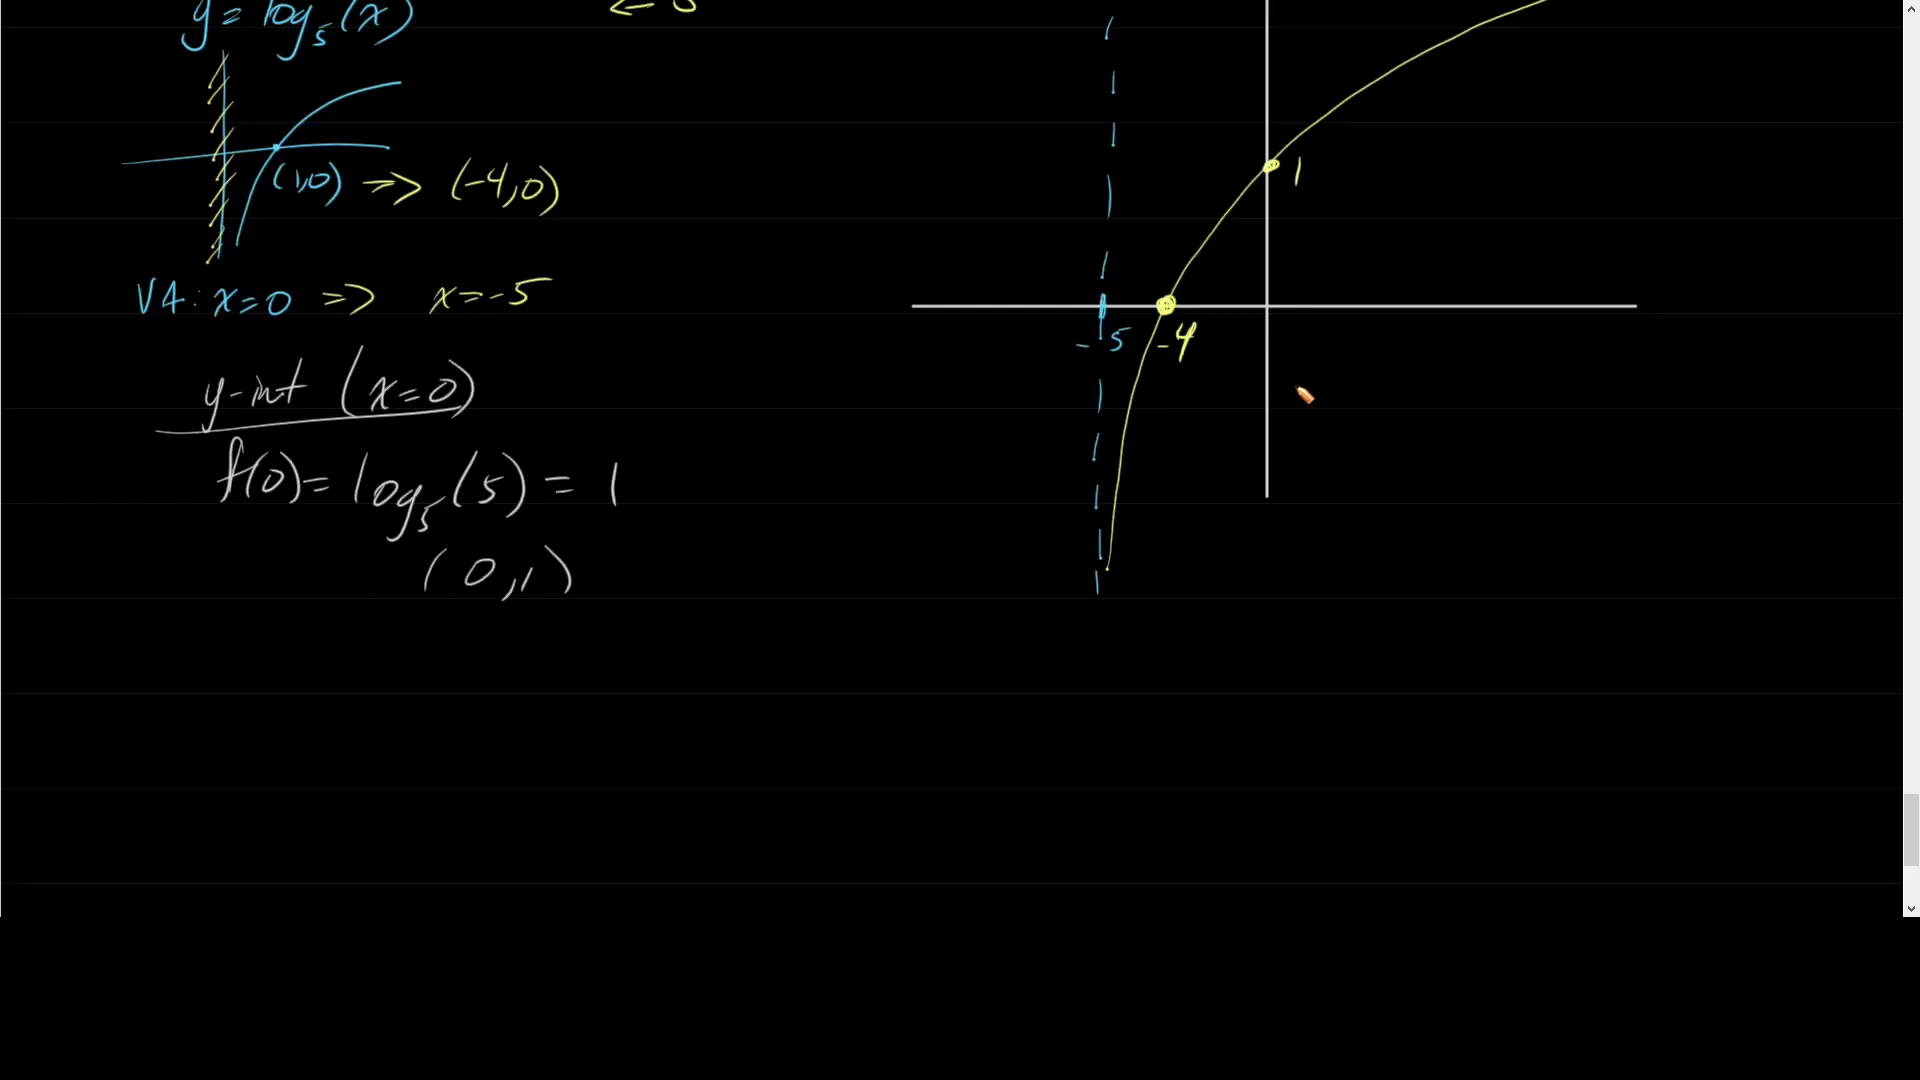 y = log₅(x)
(1,0) => (-4,0)
VA: x=0 => x=-5
y-int (x=0)
f(0) = log₅(5) = 1
(0,1)
1
-5 -4